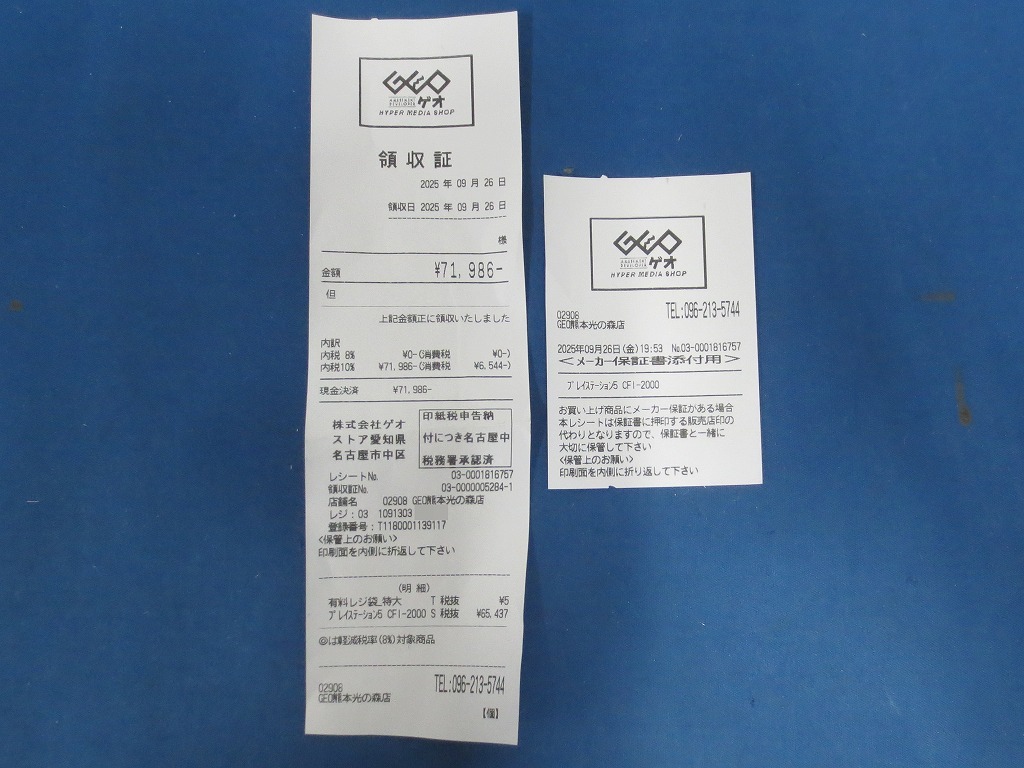 GEO
ゲオ
HYPER MEDIA SHOP
領収証
2025 年 09 月 26 日
領収日 2025 年 09 月 26 日
様
金額 ¥71,986-
但
上記金額正に領収いたしました
内訳
内税 8% ¥0-(消費税 ¥0-)
内税10% ¥71,986-(消費税 ¥6,544-)
現金決済 ¥71,986-
株式会社ゲオ
ストア愛知県
名古屋市中区
印紙税申告納
付につき名古屋中
税務署承認済
レシートNo. 03-0001816757
領収証No. 03-0000005284-1
店舗名 02908 GEO熊本光の森店
レジ:03 1091303
登録番号:T1180001139117
<保管上のお願い>
印刷面を内側に折返して下さい
(明 細)
有料レジ袋_特大 T 税抜 ¥5
プレイステーション5 CFI-2000 S 税抜 ¥65,437
◎は軽減税率(8%)対象商品
02908 TEL:096-213-5744
GEO熊本光の森店
【個】
GEO
ゲオ
HYPER MEDIA SHOP
02908 TEL:096-213-5744
GEO熊本光の森店
2025年09月26日(金)19:53 No.03-0001816757
<メーカー保証書添付用>
プレイステーション5 CFI-2000
お買い上げ商品にメーカー保証がある場合
本レシートは保証書に押印する販売店印の
代わりとなりますので、保証書と一緒に
大切に保管して下さい
<保管上のお願い>
印刷面を内側に折り返して下さい